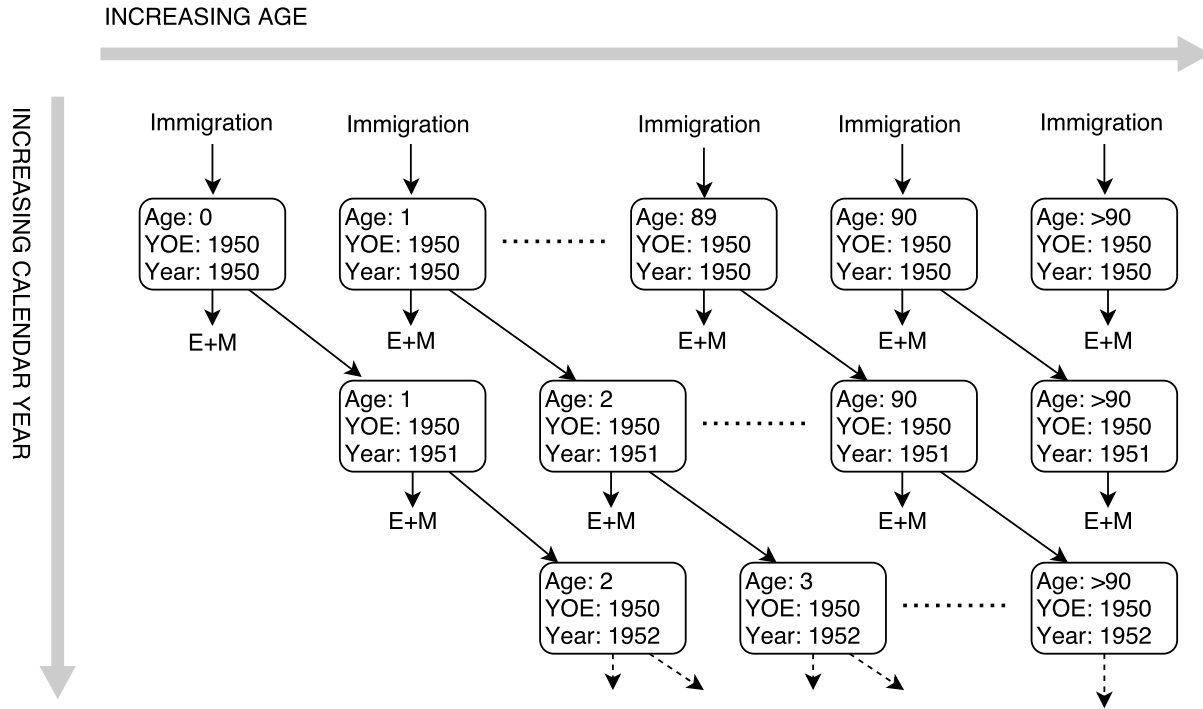 INCREASING AGE
INCREASING CALENDAR YEAR
Immigration
Immigration
Immigration
Immigration
Immigration
Age: 0
YOE: 1950
Year: 1950
Age: 1
YOE: 1950
Year: 1950
Age: 89
YOE: 1950
Year: 1950
Age: 90
YOE: 1950
Year: 1950
Age: >90
YOE: 1950
Year: 1950
E+M
E+M
E+M
E+M
E+M
Age: 1
YOE: 1950
Year: 1951
Age: 2
YOE: 1950
Year: 1951
Age: 90
YOE: 1950
Year: 1951
Age: >90
YOE: 1950
Year: 1951
E+M
E+M
E+M
E+M
Age: 2
YOE: 1950
Year: 1952
Age: 3
YOE: 1950
Year: 1952
Age: >90
YOE: 1950
Year: 1952